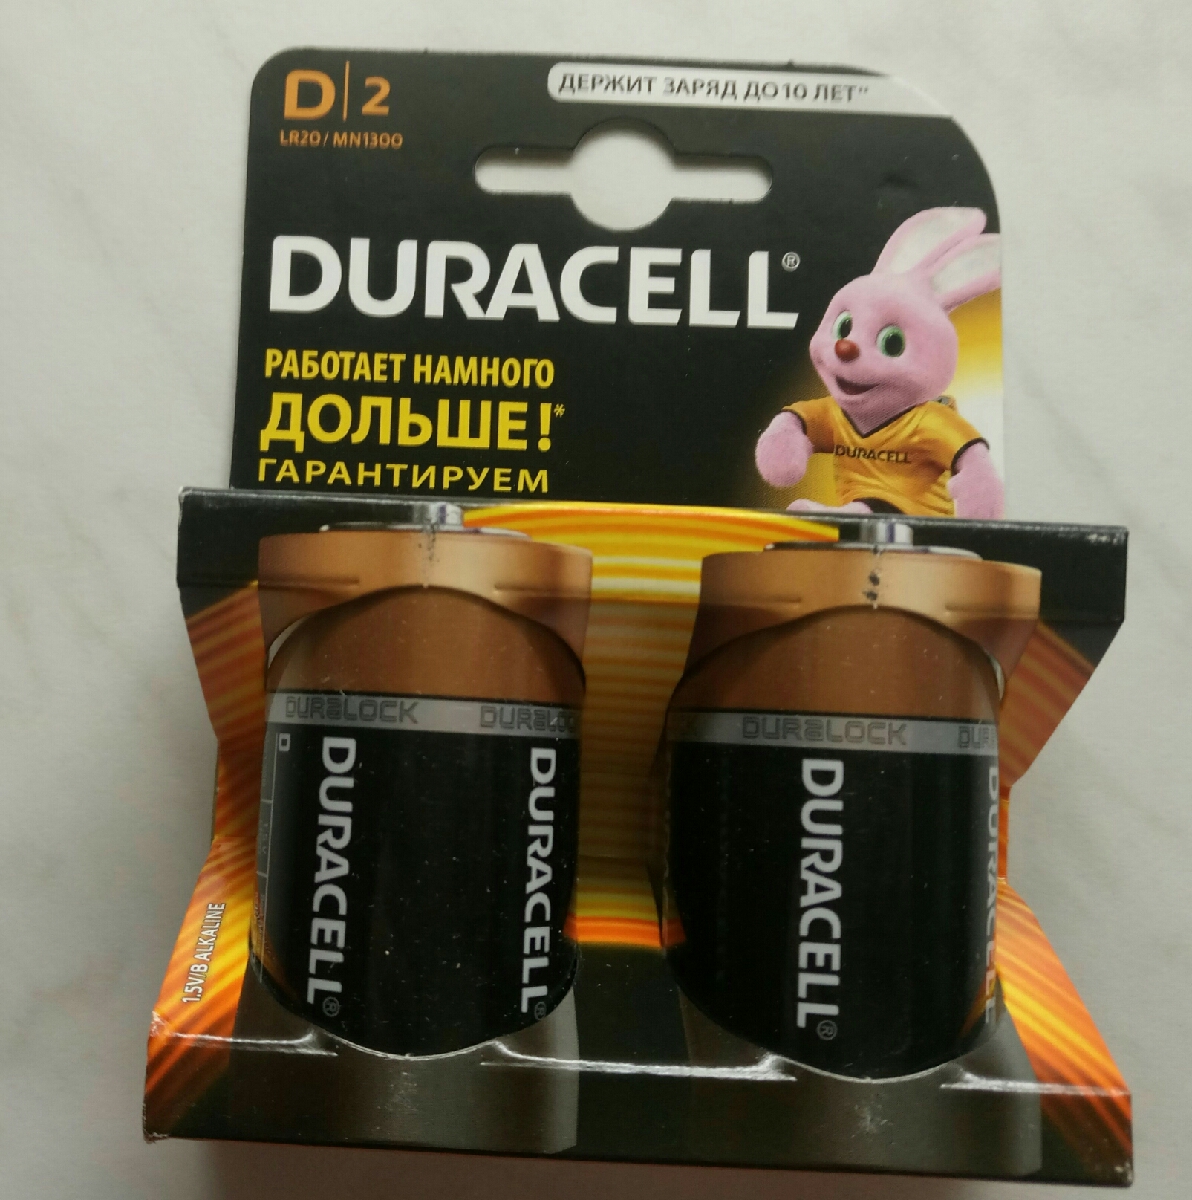 D|2
LR20/MN1300
ДЕРЖИТ ЗАРЯД ДО 10 ЛЕТ**
DURACELL®
РАБОТАЕТ НАМНОГО
ДОЛЬШЕ!*
ГАРАНТИРУЕМ
DURACELL
DURALOCK DURALOCK
DURALOCK
D
DURACELL®
DURACELL®
DURACELL®
DURACELL
1.5V/В ALKALINE